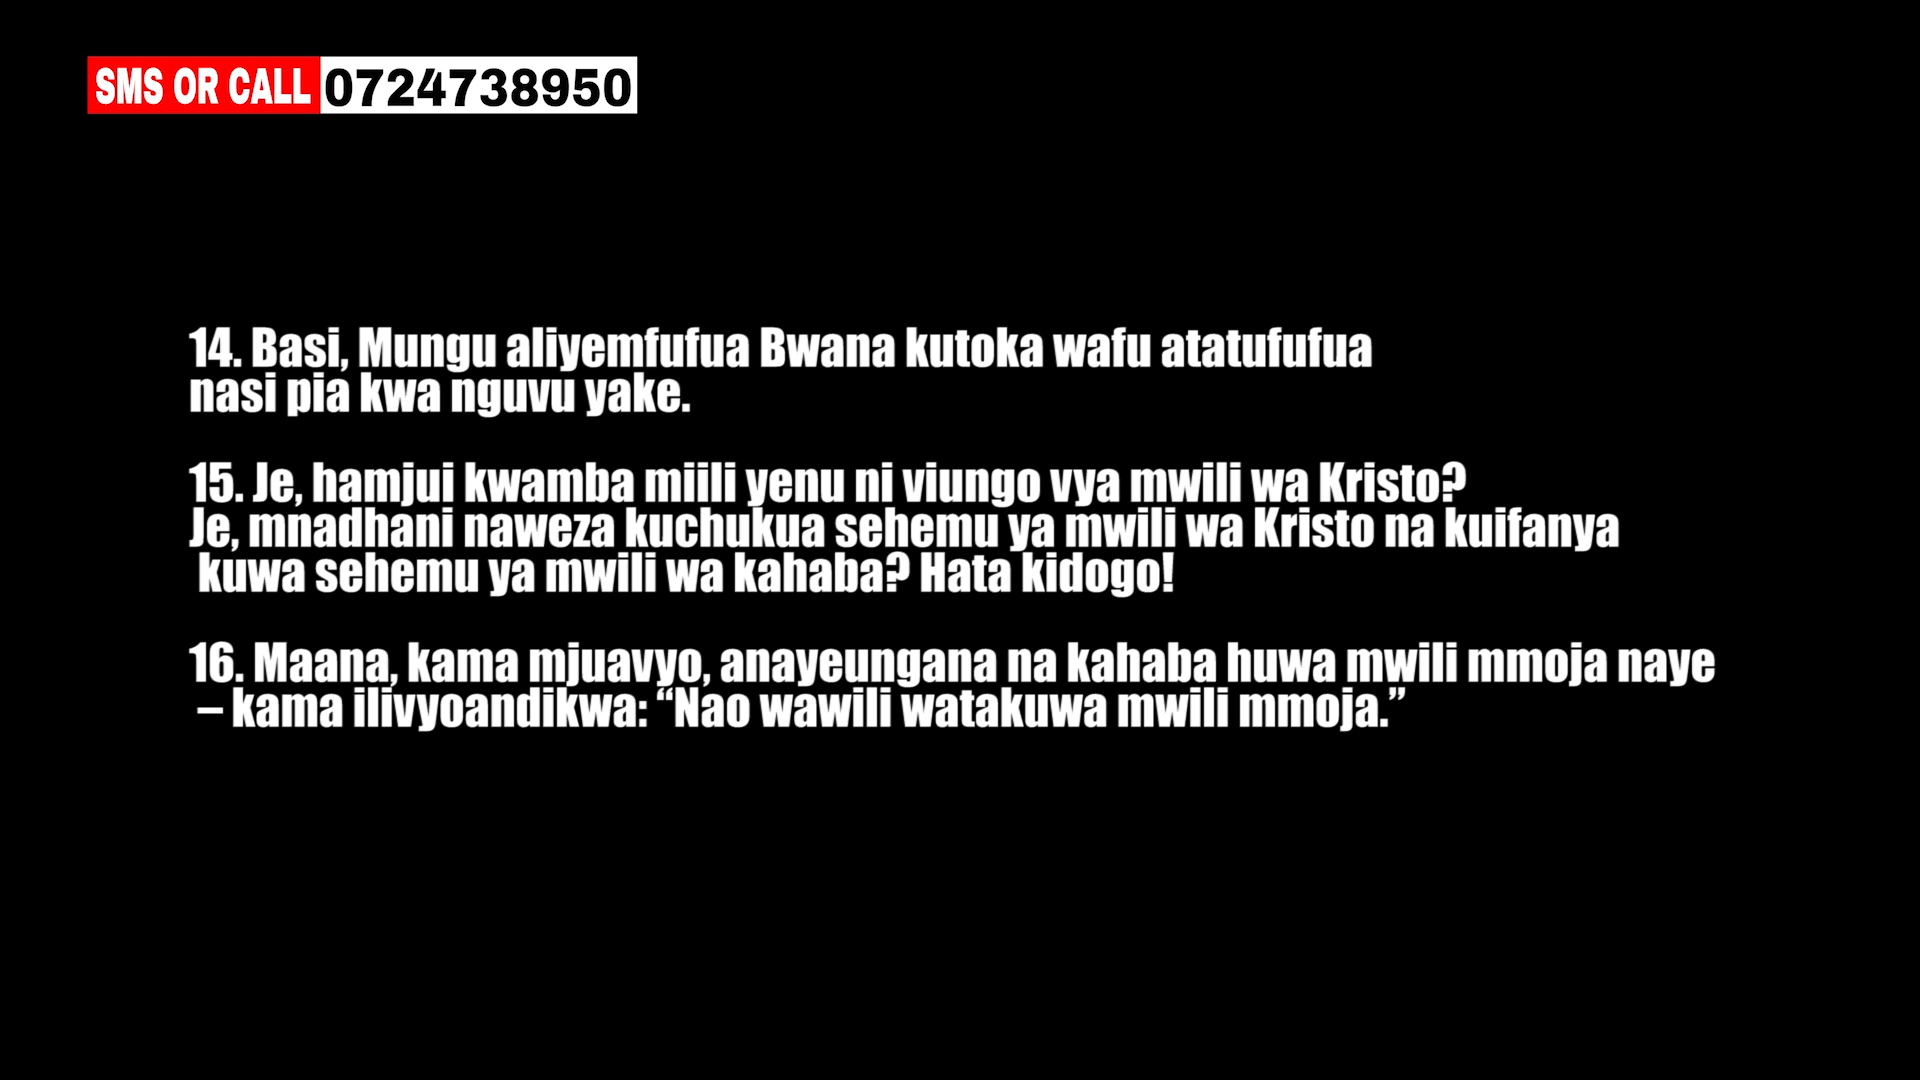 SMS OR CALL 0724738950
14. Basi, Mungu aliyemfufua Bwana kutoka wafu atatufufua
nasi pia kwa nguvu yake.
15. Je, hamjui kwamba miili yenu ni viungo vya mwili wa Kristo?
Je, mnadhani naweza kuchukua sehemu ya mwili wa Kristo na kuifanya
kuwa sehemu ya mwili wa kahaba? Hata kidogo!
16. Maana, kama mjuavyo, anayeungana na kahaba huwa mwili mmoja naye
– kama ilivyoandikwa: “Nao wawili watakuwa mwili mmoja.”